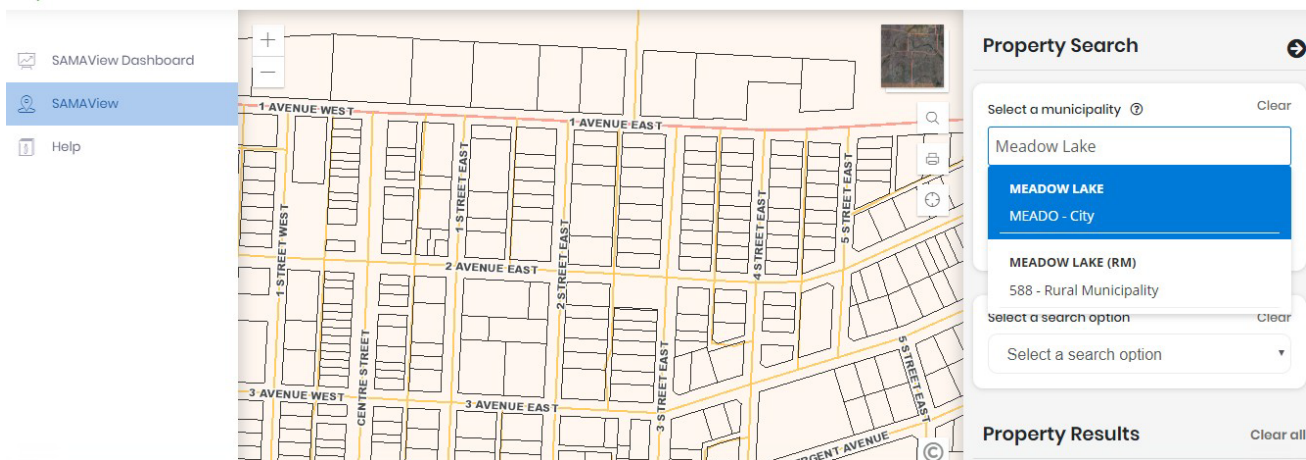 SAMAView Dashboard
SAMAView
Help
1 AVENUE WEST
1 AVENUE EAST
1 STREET EAST
1 STREET WEST
2 STREET EAST
4 STREET EAST
5 STREET EAST
2 AVENUE EAST
CENTRE STREET
3 STREET EAST
5 STREET EAST
3 AVENUE WEST
3 AVENUE EAST
RGENT AVENUE
©
Property Search
Select a municipality
Clear
Meadow Lake
MEADOW LAKE
MEADO - City
MEADOW LAKE (RM)
588 - Rural Municipality
Select a search option
Clear
Select a search option
Property Results
Clear all